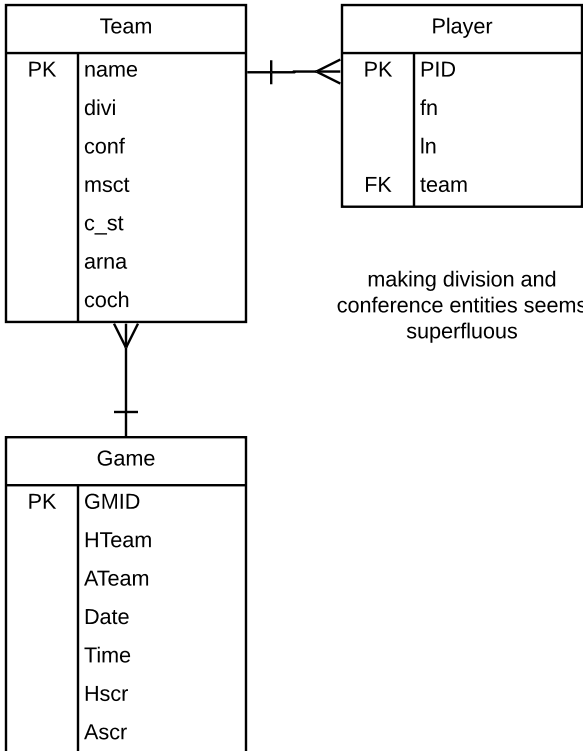 Team
PK name
divi
conf
msct
c_st
arna
coch
Player
PK PID
fn
ln
FK team
making division and
conference entities seems
superfluous
Game
PK GMID
HTeam
ATeam
Date
Time
Hscr
Ascr